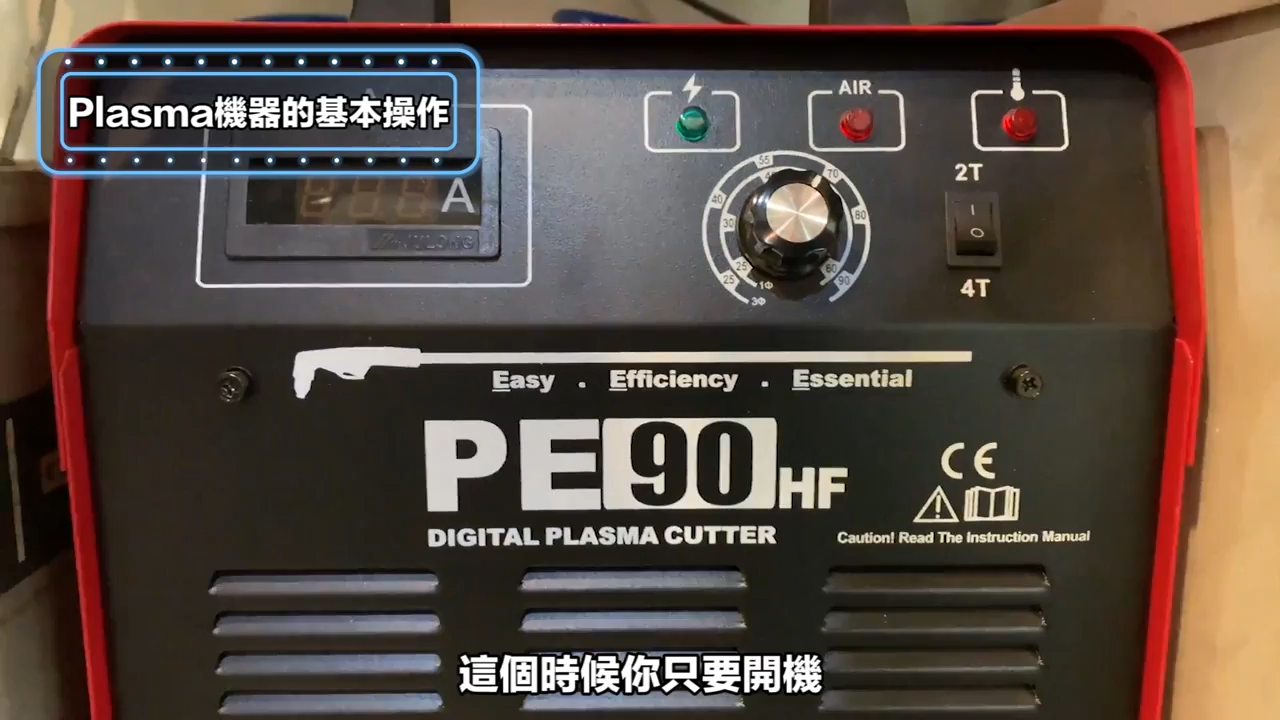 Plasma機器的基本操作
A
AIR
2T
4T
I
O
55
70
40
80
30
25
60
25
90
1Φ
3Φ
Easy . Efficiency . Essential
PE90HF
DIGITAL PLASMA CUTTER
CE
Caution! Read The Instruction Manual
這個時候你只要開機